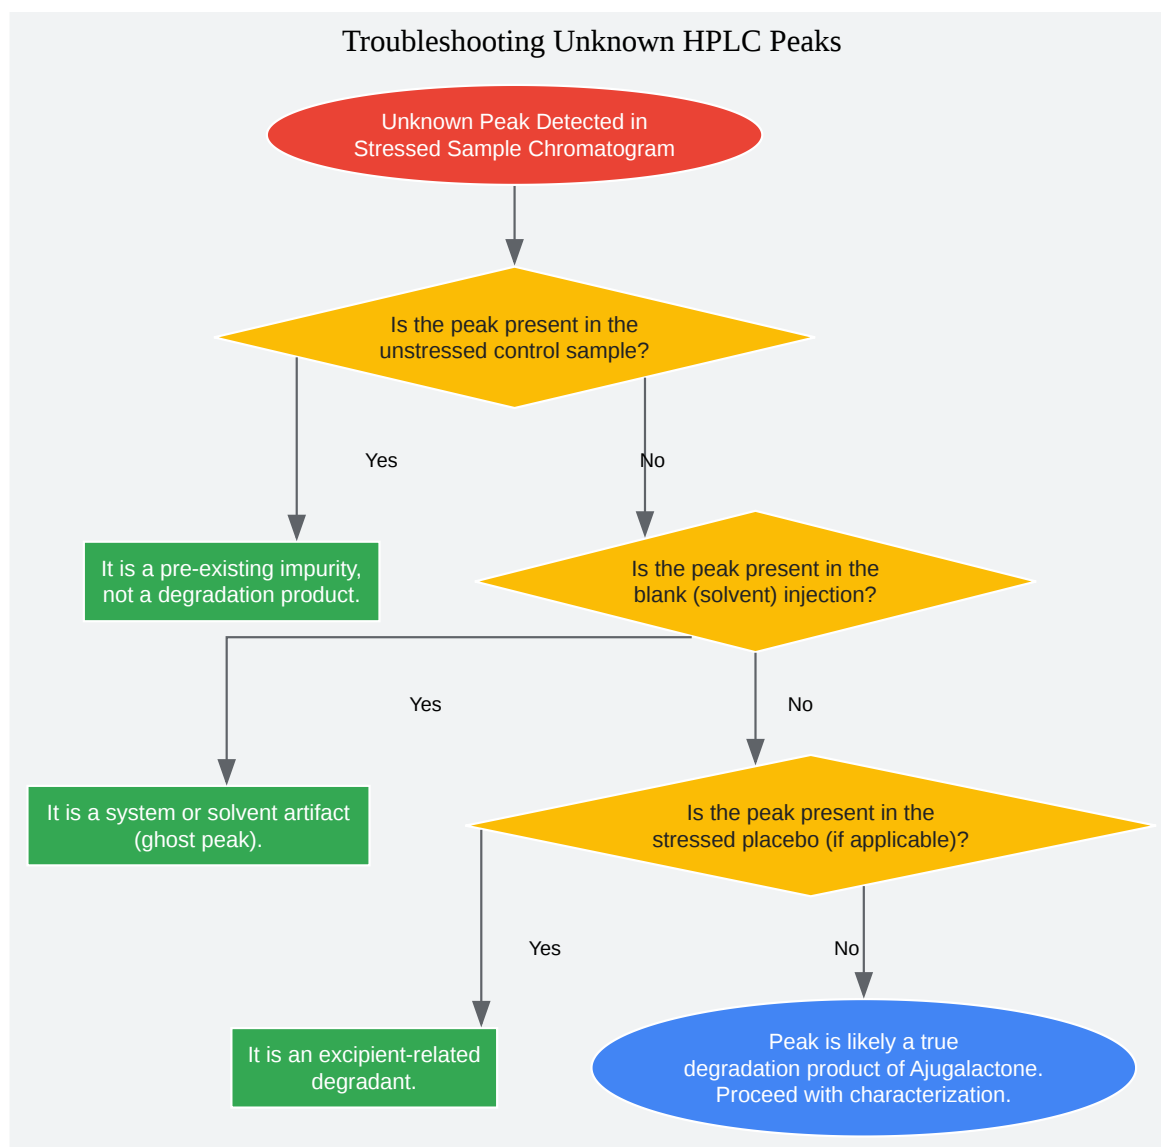 Troubleshooting Unknown HPLC Peaks
Unknown Peak Detected in
Stressed Sample Chromatogram
Is the peak present in the
unstressed control sample?
Yes
No
It is a pre-existing impurity,
not a degradation product.
Is the peak present in the
blank (solvent) injection?
Yes
No
It is a system or solvent artifact
(ghost peak).
Is the peak present in the
stressed placebo (if applicable)?
Yes
No
It is an excipient-related
degradant.
Peak is likely a true
degradation product of Ajugalactone.
Proceed with characterization.